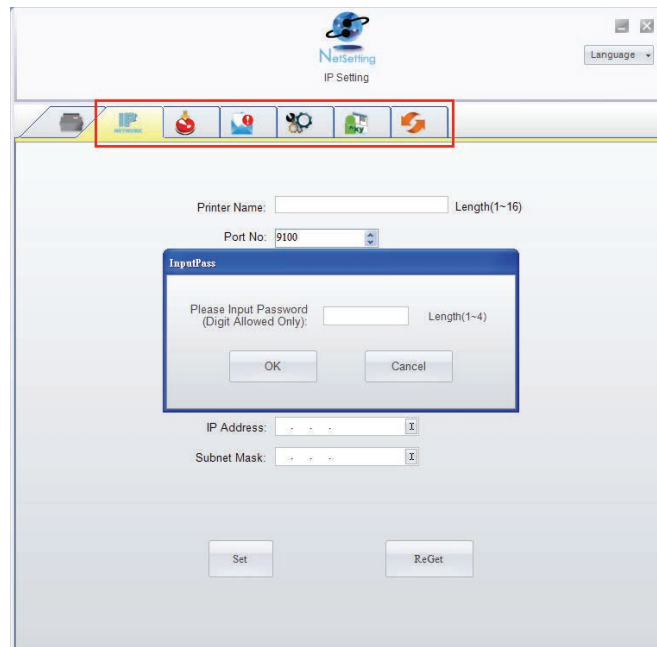 NetSetting
IP Setting
Language
IP
NETWORK
Printer Name: Length(1~16)
Port No: 9100
InputPass
Please Input Password
(Digit Allowed Only): Length(1~4)
OK Cancel
IP Address: . . .
Subnet Mask: . . .
Set ReGet